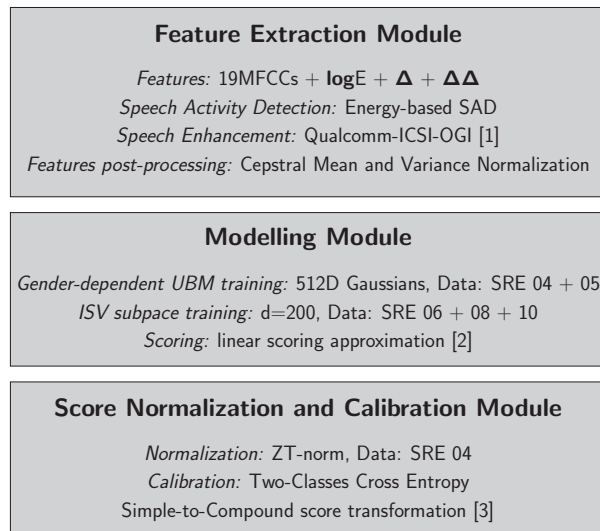 Feature Extraction Module
Features: 19MFCCs + logE + Δ + ΔΔ
Speech Activity Detection: Energy-based SAD
Speech Enhancement: Qualcomm-ICSI-OGI [1]
Features post-processing: Cepstral Mean and Variance Normalization
Modelling Module
Gender-dependent UBM training: 512D Gaussians, Data: SRE 04 + 05
ISV subpace training: d=200, Data: SRE 06 + 08 + 10
Scoring: linear scoring approximation [2]
Score Normalization and Calibration Module
Normalization: ZT-norm, Data: SRE 04
Calibration: Two-Classes Cross Entropy
Simple-to-Compound score transformation [3]